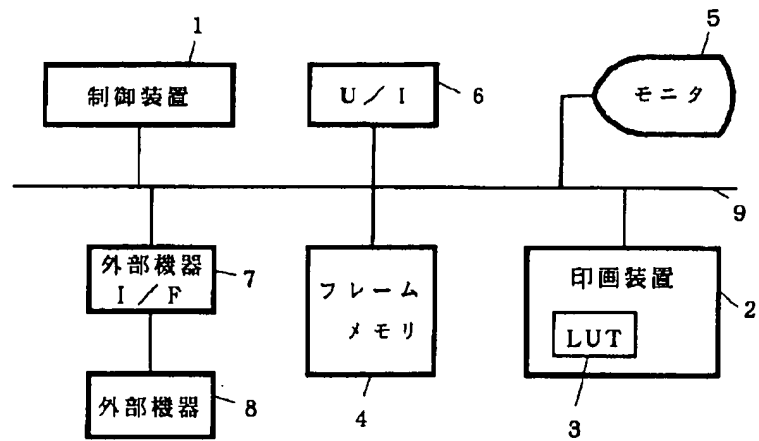 1
制御装置
U/I
6
5
モニタ
9
外部機器
I/F
7
外部機器
8
フレーム
メモリ
4
印画装置
2
LUT
3